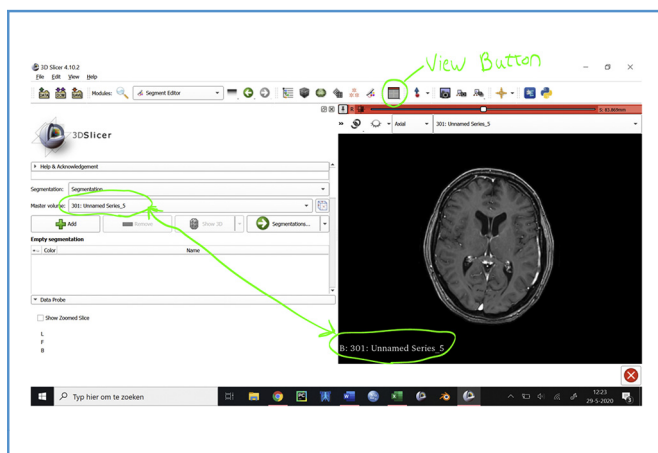 View Button
3D Slicer 4.10.2
File Edit View Help
Modules: Segment Editor
S: 83.869mm
Axial 301: Unnamed Series_5
3DSlicer
Help & Acknowledgement
Segmentation: Segmentation
Master volume: 301: Unnamed Series_5
Add Remove Show 3D Segmentations...
Empty segmentation
Color Name
Data Probe
Show Zoomed Slice
L
F
B
B: 301: Unnamed Series_5
Typ hier om te zoeken
12:23
29-5-2020